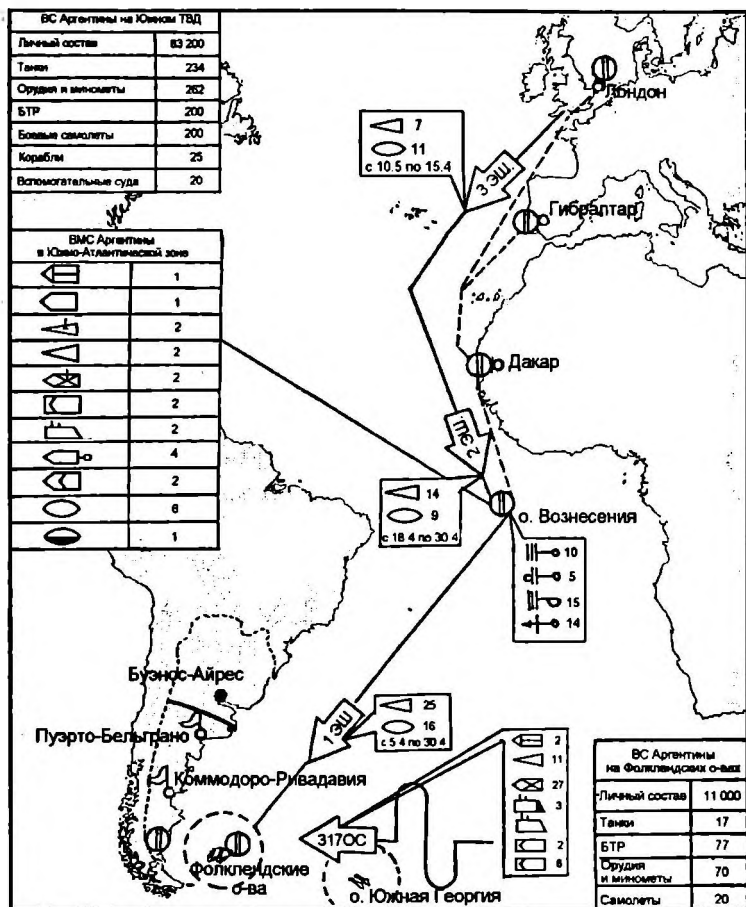 ВС Аргентины на Южном ТВД
Личный состав 83 200
Танки 234
Орудия и минометы 262
БТР 200
Боевые самолеты 200
Корабли 25
Вспомогательные суда 20
ВМС Аргентины
в Южно-Атлантической зоне
1
1
2
2
2
2
2
4
2
6
1
Лондон
7
11
с 10.5 по 15.4
3 ЭШ.
Гибралтар
Дакар
2 ЭШ.
14
9
с 18 4 по 30 4
о. Вознесения
10
5
15
14
Буэнос-Айрес
Пуэрто-Бельграно
Коммодоро-Ривадавия
1 ЭШ
25
16
с 5 4 по 30 4
2
11
27
3
2
6
317ОС
Фолклендские
о-ва
о. Южная Георгия
ВС Аргентины
на Фолклендских о-вах
Личный состав 11 000
Танки 17
БТР 77
Орудия
и минометы 70
Самолеты 20